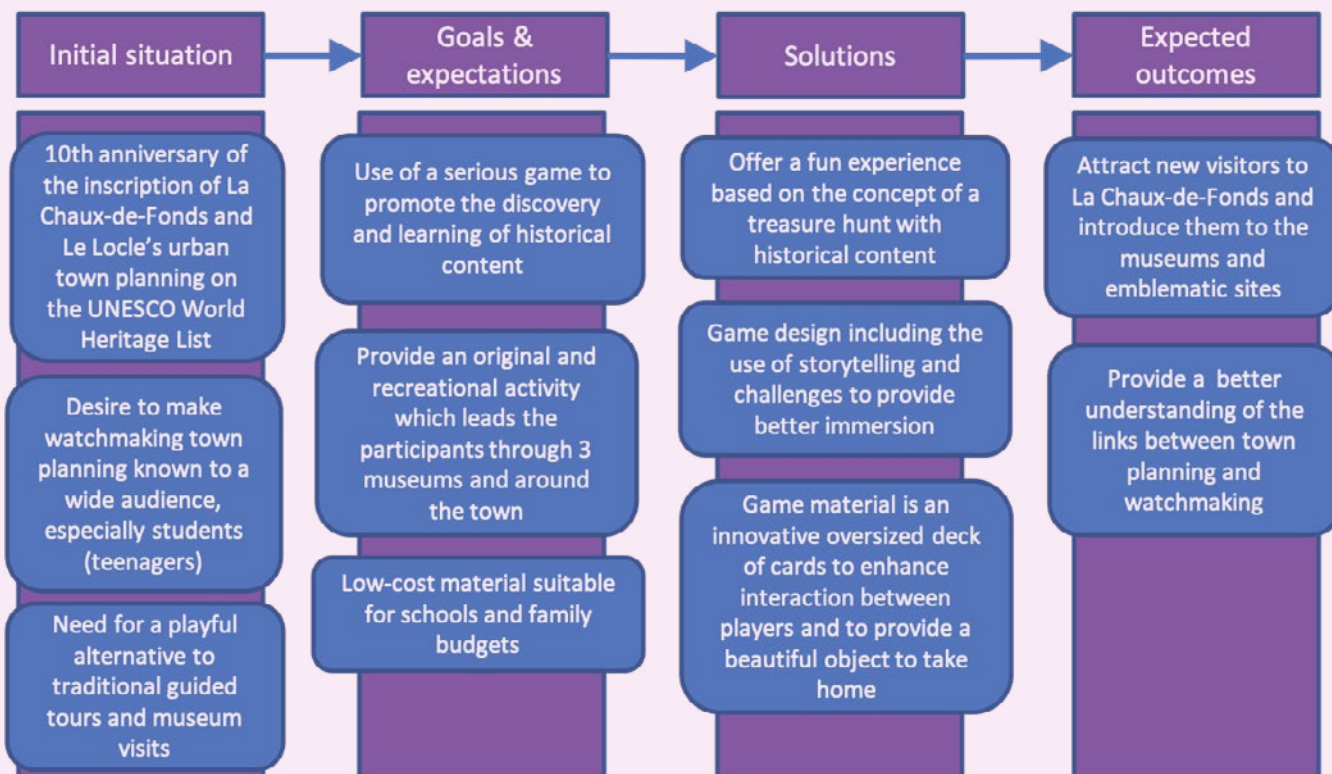 Initial situation
Goals &
expectations
Solutions
Expected
outcomes
10th anniversary of
the inscription of La
Chaux-de-Fonds and
Le Locle's urban
town planning on
the UNESCO World
Heritage List
Desire to make
watchmaking town
planning known to a
wide audience,
especially students
(teenagers)
Need for a playful
alternative to
traditional guided
tours and museum
visits
Use of a serious game to
promote the discovery
and learning of historical
content
Provide an original and
recreational activity
which leads the
participants through 3
museums and around
the town
Low-cost material suitable
for schools and family
budgets
Offer a fun experience
based on the concept of a
treasure hunt with
historical content
Game design including the
use of storytelling and
challenges to provide
better immersion
Game material is an
innovative oversized deck
of cards to enhance
interaction between
players and to provide a
beautiful object to take
home
Attract new visitors to
La Chaux-de-Fonds and
introduce them to the
museums and
emblematic sites
Provide a better
understanding of the
links between town
planning and
watchmaking